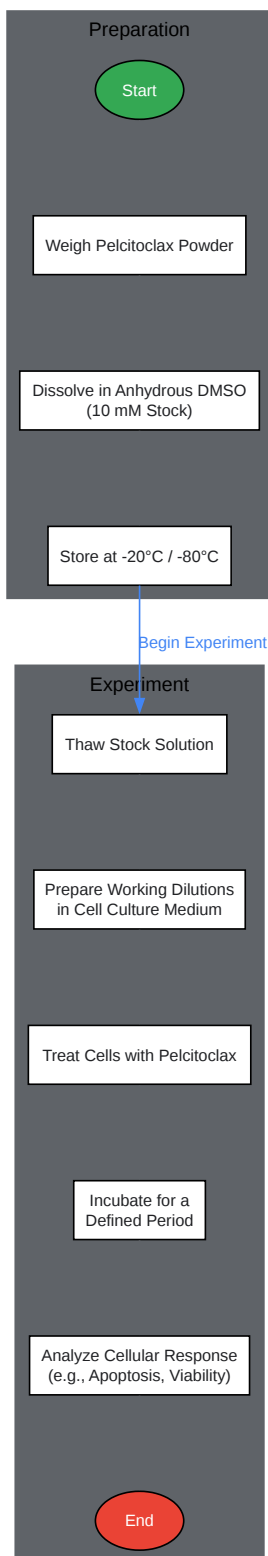 Preparation
Start
Weigh Pelcitoclax Powder
Dissolve in Anhydrous DMSO
(10 mM Stock)
Store at -20°C / -80°C
Begin Experiment
Experiment
Thaw Stock Solution
Prepare Working Dilutions
in Cell Culture Medium
Treat Cells with Pelcitoclax
Incubate for a
Defined Period
Analyze Cellular Response
(e.g., Apoptosis, Viability)
End